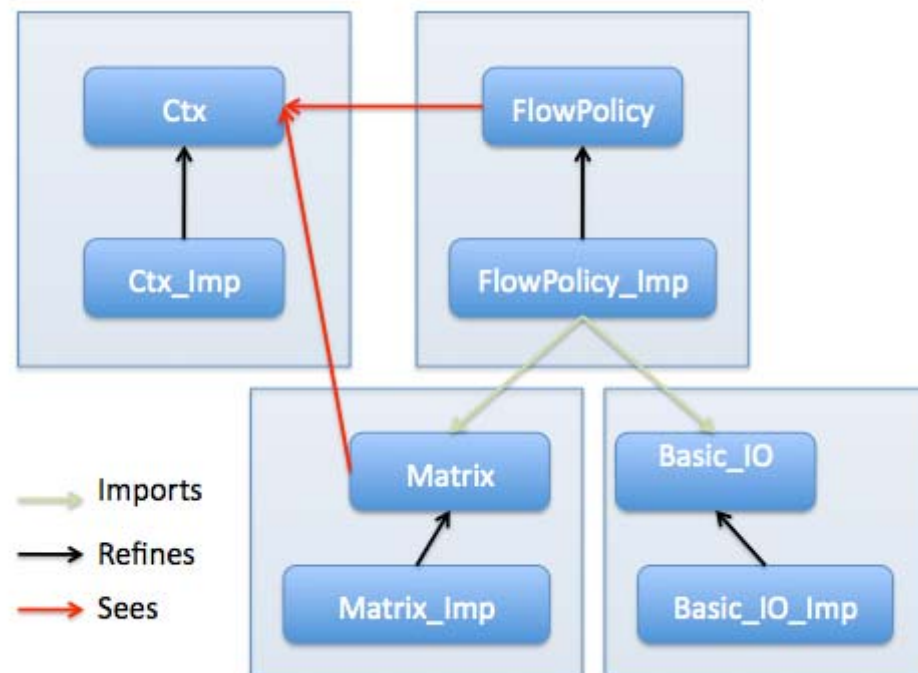 Ctx
FlowPolicy
Ctx_Imp
FlowPolicy_Imp
Matrix
Basic_IO
Imports
Refines
Sees
Matrix_Imp
Basic_IO_Imp